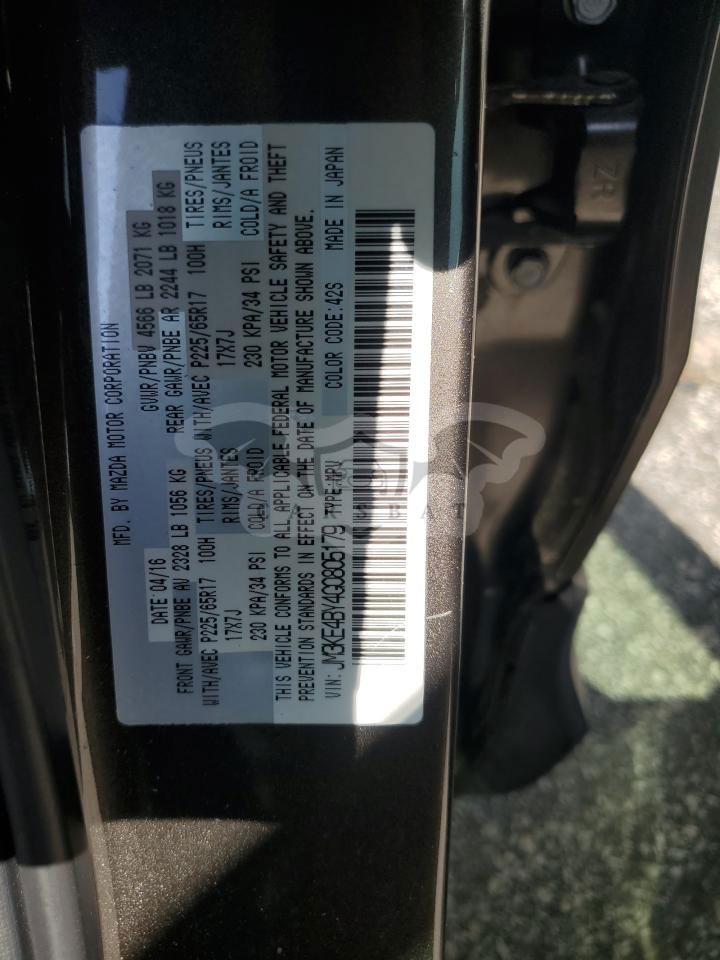 MFD. BY MAZDA MOTOR CORPORATION
DATE: 04/16 GVWR/PNBV 4566 LB 2071 KG
FRONT GAWR/PNBE AV 2328 LB 1056 KG REAR GAWR/PNBE AR 2244 LB 1018 KG
WITH/AVEC P225/65R17 100H TIRES/PNEUS WITH/AVEC P225/65R17 100H TIRES/PNEUS
17X7J RIMS/JANTES 17X7J RIMS/JANTES
230 KPA/34 PSI COLD/A FROID 230 KPA/34 PSI COLD/A FROID
THIS VEHICLE CONFORMS TO ALL APPLICABLE FEDERAL MOTOR VEHICLE SAFETY AND THEFT
PREVENTION STANDARDS IN EFFECT ON THE DATE OF MANUFACTURE SHOWN ABOVE.
VIN: JM3KE4BY4G0805179 TYPE:MPV COLOR CODE:42S MADE IN JAPAN
ZR